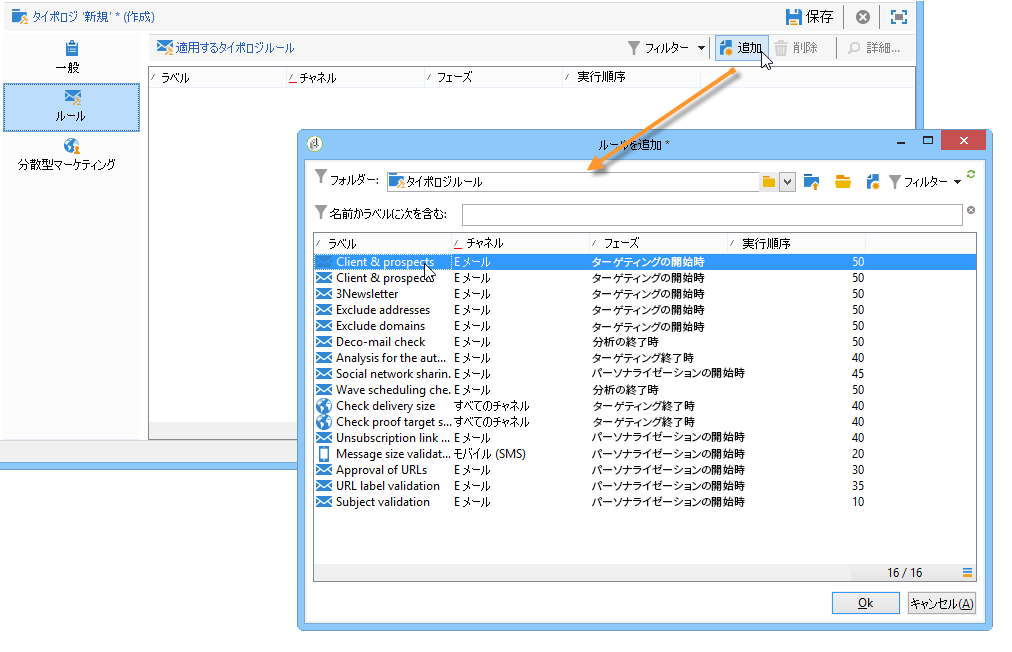 タイポロジ '新規' * (作成)
保存
一般
ルール
分散型マーケティング
適用するタイポロジルール
フィルター
追加
削除
詳細...
ラベル チャネル フェーズ 実行順序
ルールを追加 *
フォルダー: タイポロジルール フィルター
名前かラベルに次を含む:
ラベル チャネル フェーズ 実行順序
Client & prospects Eメール ターゲティングの開始時 50
Client & prospects Eメール ターゲティングの開始時 50
3Newsletter Eメール ターゲティングの開始時 50
Exclude addresses Eメール ターゲティングの開始時 50
Exclude domains Eメール ターゲティングの開始時 50
Deco-mail check Eメール 分析の終了時 50
Analysis for the aut... Eメール ターゲティング終了時 40
Social network sharin. Eメール パーソナライゼーションの開始時 45
Wave scheduling che. Eメール 分析の終了時 50
Check delivery size すべてのチャネル ターゲティング終了時 40
Check proof target s... すべてのチャネル ターゲティング終了時 40
Unsubscription link ... Eメール パーソナライゼーションの開始時 40
Message size validat... モバイル (SMS) パーソナライゼーションの開始時 20
Approval of URLs Eメール パーソナライゼーションの開始時 30
URL label validation Eメール パーソナライゼーションの開始時 35
Subject validation Eメール パーソナライゼーションの開始時 10
16 / 16
Ok キャンセル(A)